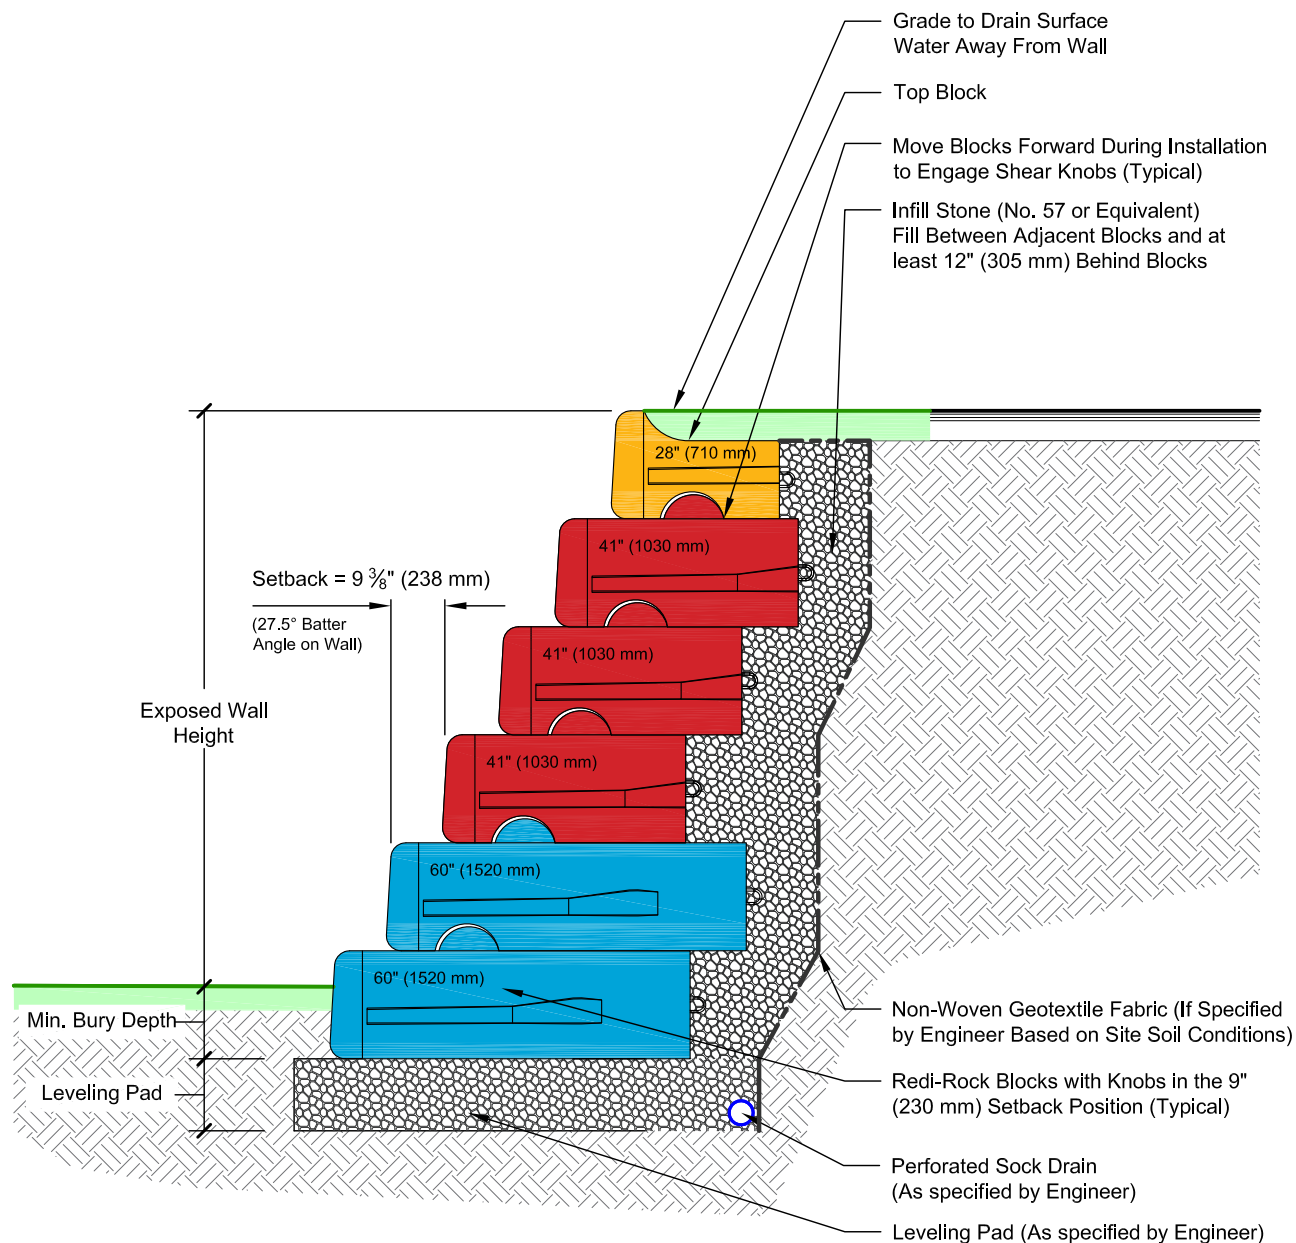 Grade to Drain Surface
Water Away From Wall
Top Block
Move Blocks Forward During Installation
to Engage Shear Knobs (Typical)
Infill Stone (No. 57 or Equivalent)
Fill Between Adjacent Blocks and at
least 12" (305 mm) Behind Blocks
28" (710 mm)
41" (1030 mm)
Setback = 9 ⅜" (238 mm)
(27.5° Batter
Angle on Wall)
41" (1030 mm)
Exposed Wall
Height
41" (1030 mm)
60" (1520 mm)
60" (1520 mm)
Min. Bury Depth
Leveling Pad
Non-Woven Geotextile Fabric (If Specified
by Engineer Based on Site Soil Conditions)
Redi-Rock Blocks with Knobs in the 9"
(230 mm) Setback Position (Typical)
Perforated Sock Drain
(As specified by Engineer)
Leveling Pad (As specified by Engineer)